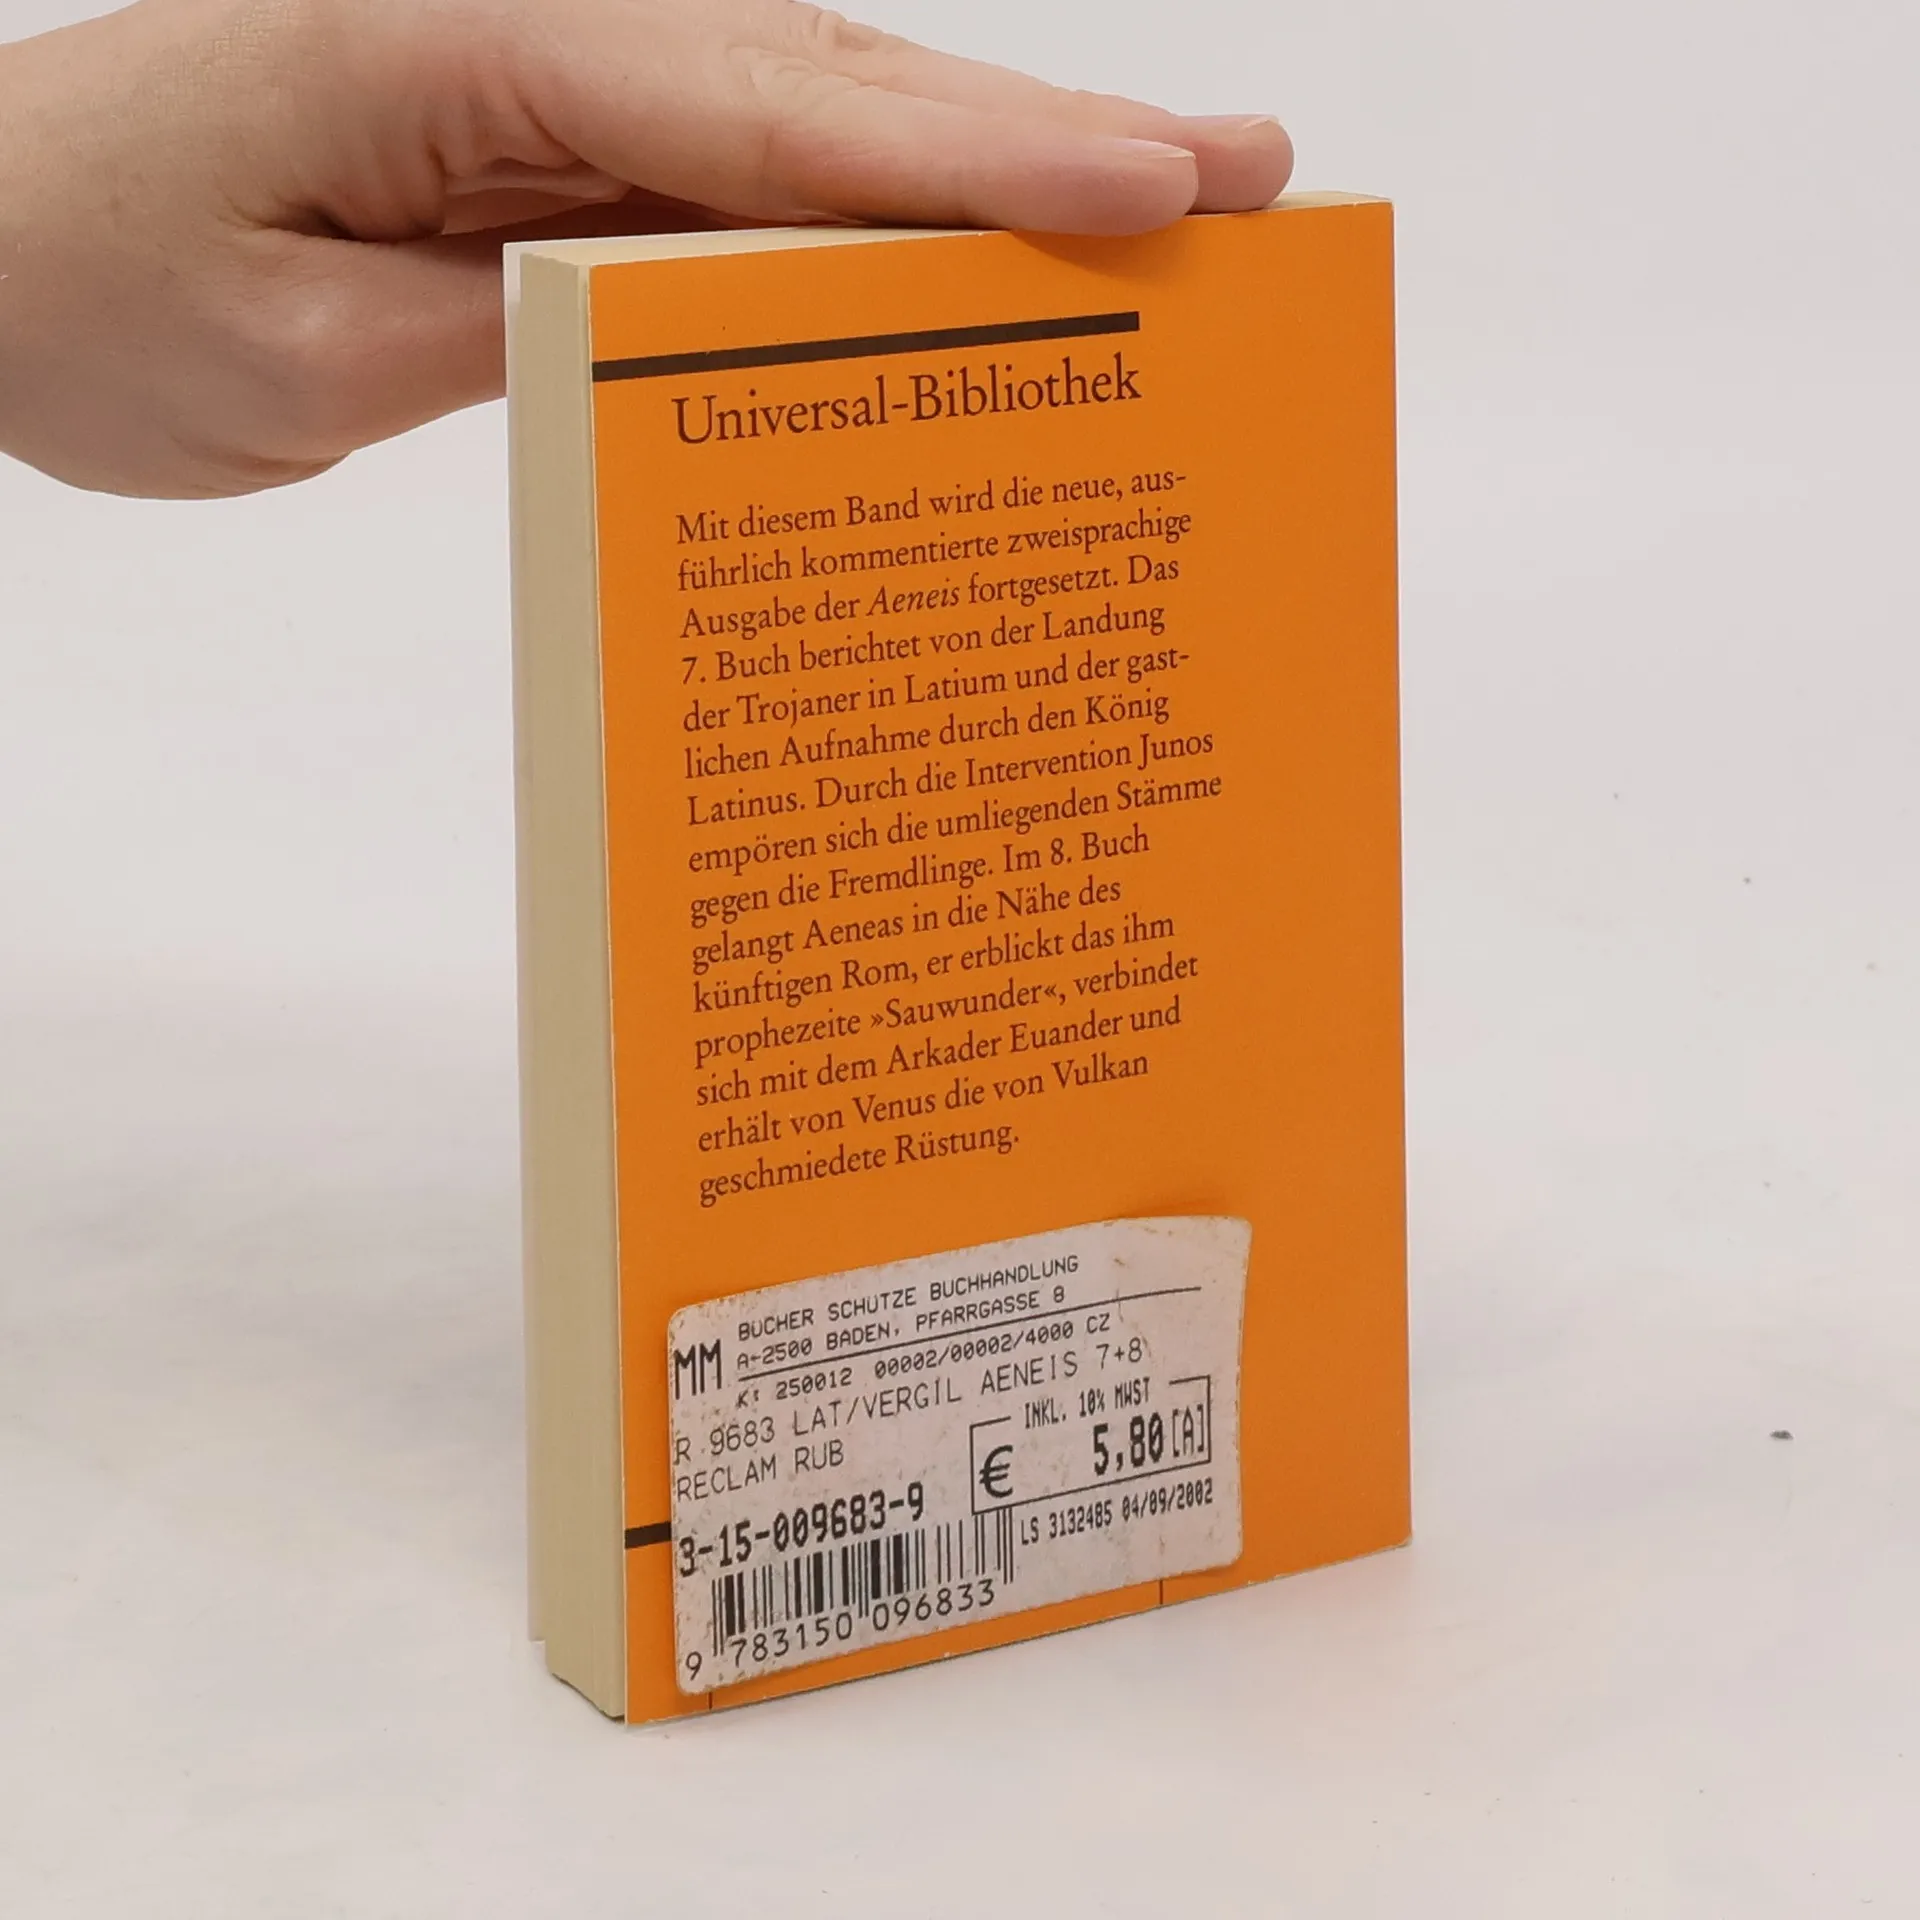 Universal-Bibliothek
Mit diesem Band wird die neue, aus-
führlich kommentierte zweisprachige
Ausgabe der Aeneis fortgesetzt. Das
7. Buch berichtet von der Landung
der Trojaner in Latium und der gast-
lichen Aufnahme durch den König
Latinus. Durch die Intervention Junos
empören sich die umliegenden Stämme
gegen die Fremdlinge. Im 8. Buch
gelangt Aeneas in die Nähe des
künftigen Rom, er erblickt das ihm
prophezeite »Sauwunder«, verbindet
sich mit dem Arkader Euander und
erhält von Venus die von Vulkan
geschmiedete Rüstung.
BÜCHER SCHÜTZE BUCHHANDLUNG
A-2500 BADEN, PFARRGASSE 8
MM
K: 250012 00002/00002/4000 CZ
R 9683 LAT/VERGIL AENEIS 7+8
RECLAM RUB
INKL. 10% MWST
€ 5,80[A]
3-15-009683-9
LS 3132485 04/09/2002
9 783150 096833